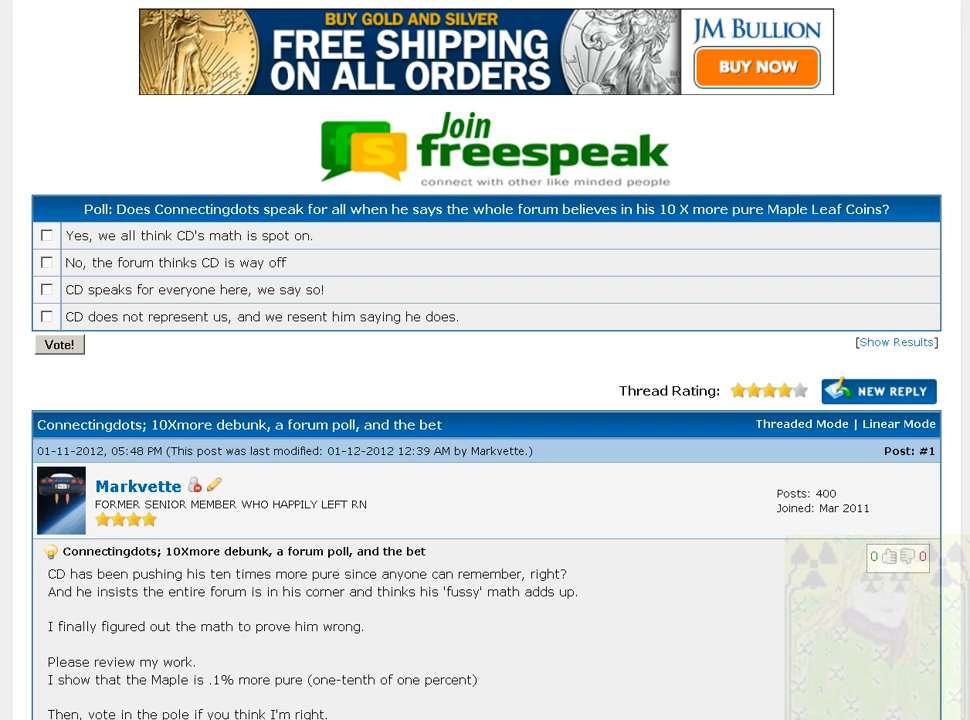 BUY GOLD AND SILVER
FREE SHIPPING
ON ALL ORDERS
JM BULLION
BUY NOW
Join
fs freespeak
connect with other like minded people
Poll: Does Connectingdots speak for all when he says the whole forum believes in his 10 X more pure Maple Leaf Coins?
Yes, we all think CD's math is spot on.
No, the forum thinks CD is way off
CD speaks for everyone here, we say so!
CD does not represent us, and we resent him saying he does.
Vote!
[Show Results]
Thread Rating:
NEW REPLY
Connectingdots; 10Xmore debunk, a forum poll, and the bet
Threaded Mode | Linear Mode
01-11-2012, 05:48 PM (This post was last modified: 01-12-2012 12:39 AM by Markvette.)
Post: #1
Markvette
FORMER SENIOR MEMBER WHO HAPPILY LEFT RN
Posts: 400
Joined: Mar 2011
Connectingdots; 10Xmore debunk, a forum poll, and the bet
0 0
CD has been pushing his ten times more pure since anyone can remember, right?
And he insists the entire forum is in his corner and thinks his 'fussy' math adds up.
I finally figured out the math to prove him wrong.
Please review my work.
I show that the Maple is .1% more pure (one-tenth of one percent)
Then, vote in the pole if you think I'm right.